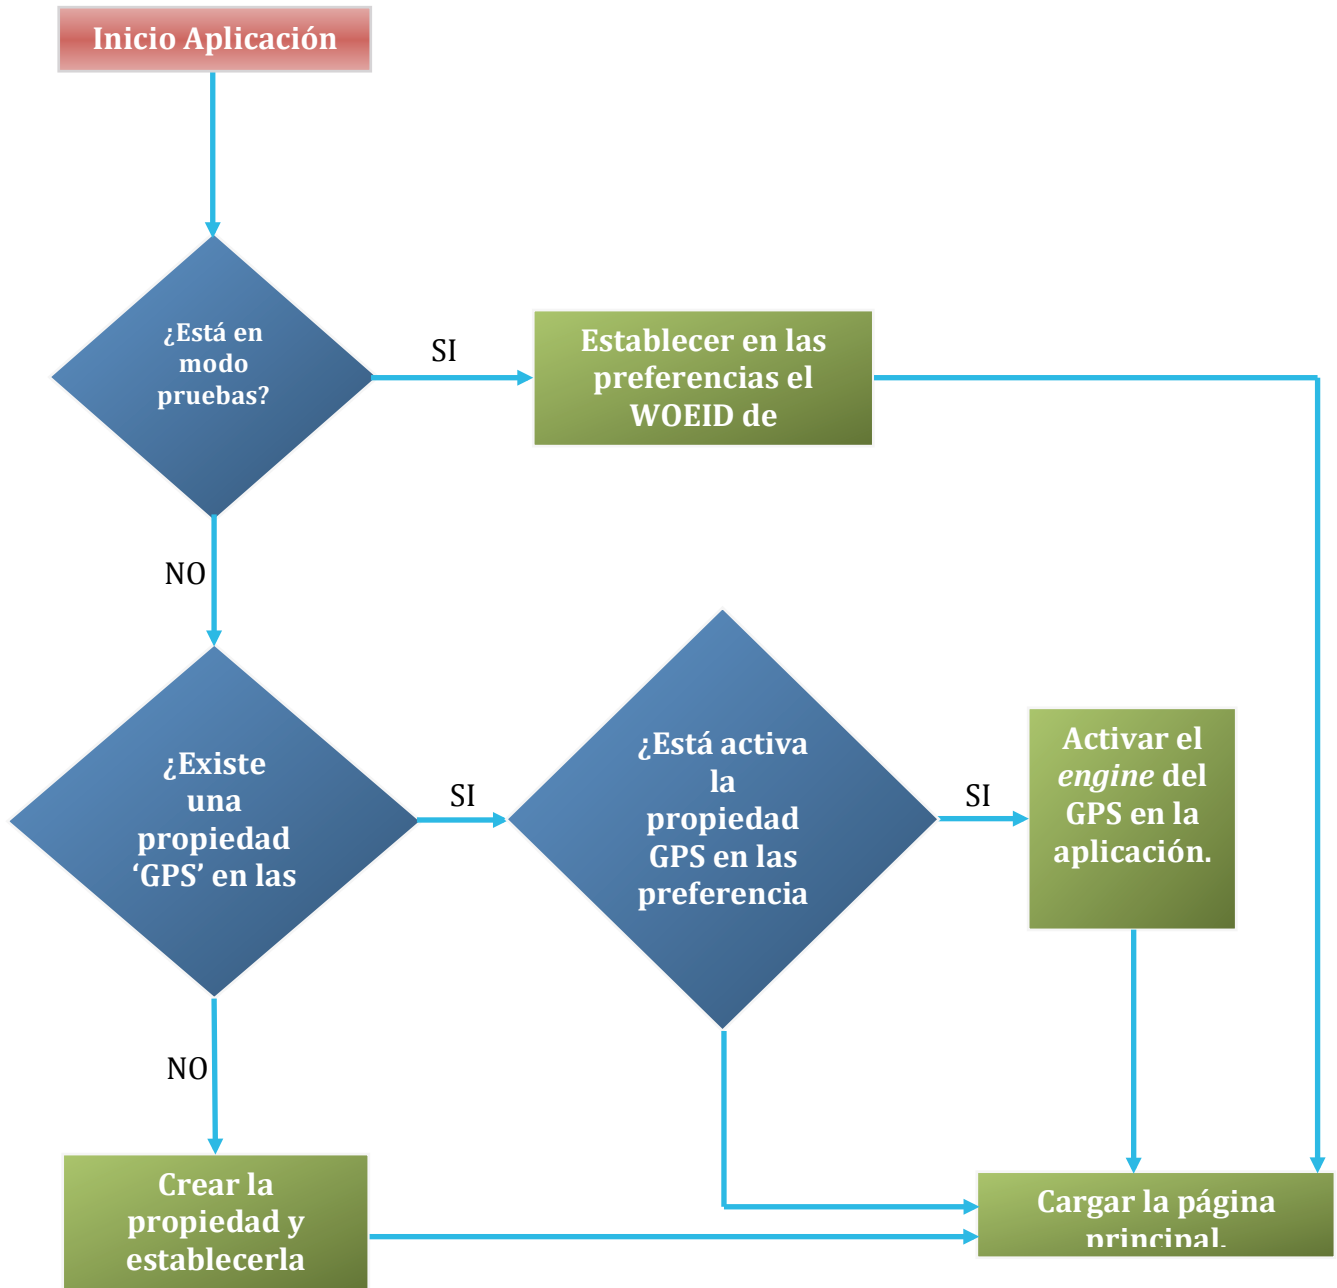 Inicio Aplicación
¿Está en
modo
pruebas?
SI
Establecer en las
preferencias el
WOEID de
NO
¿Existe
una
propiedad
‘GPS’ en las
SI
¿Está activa
la
propiedad
GPS en las
preferencia
SI
Activar el
engine del
GPS en la
aplicación.
NO
Crear la
propiedad y
establecerla
Cargar la página
principal.